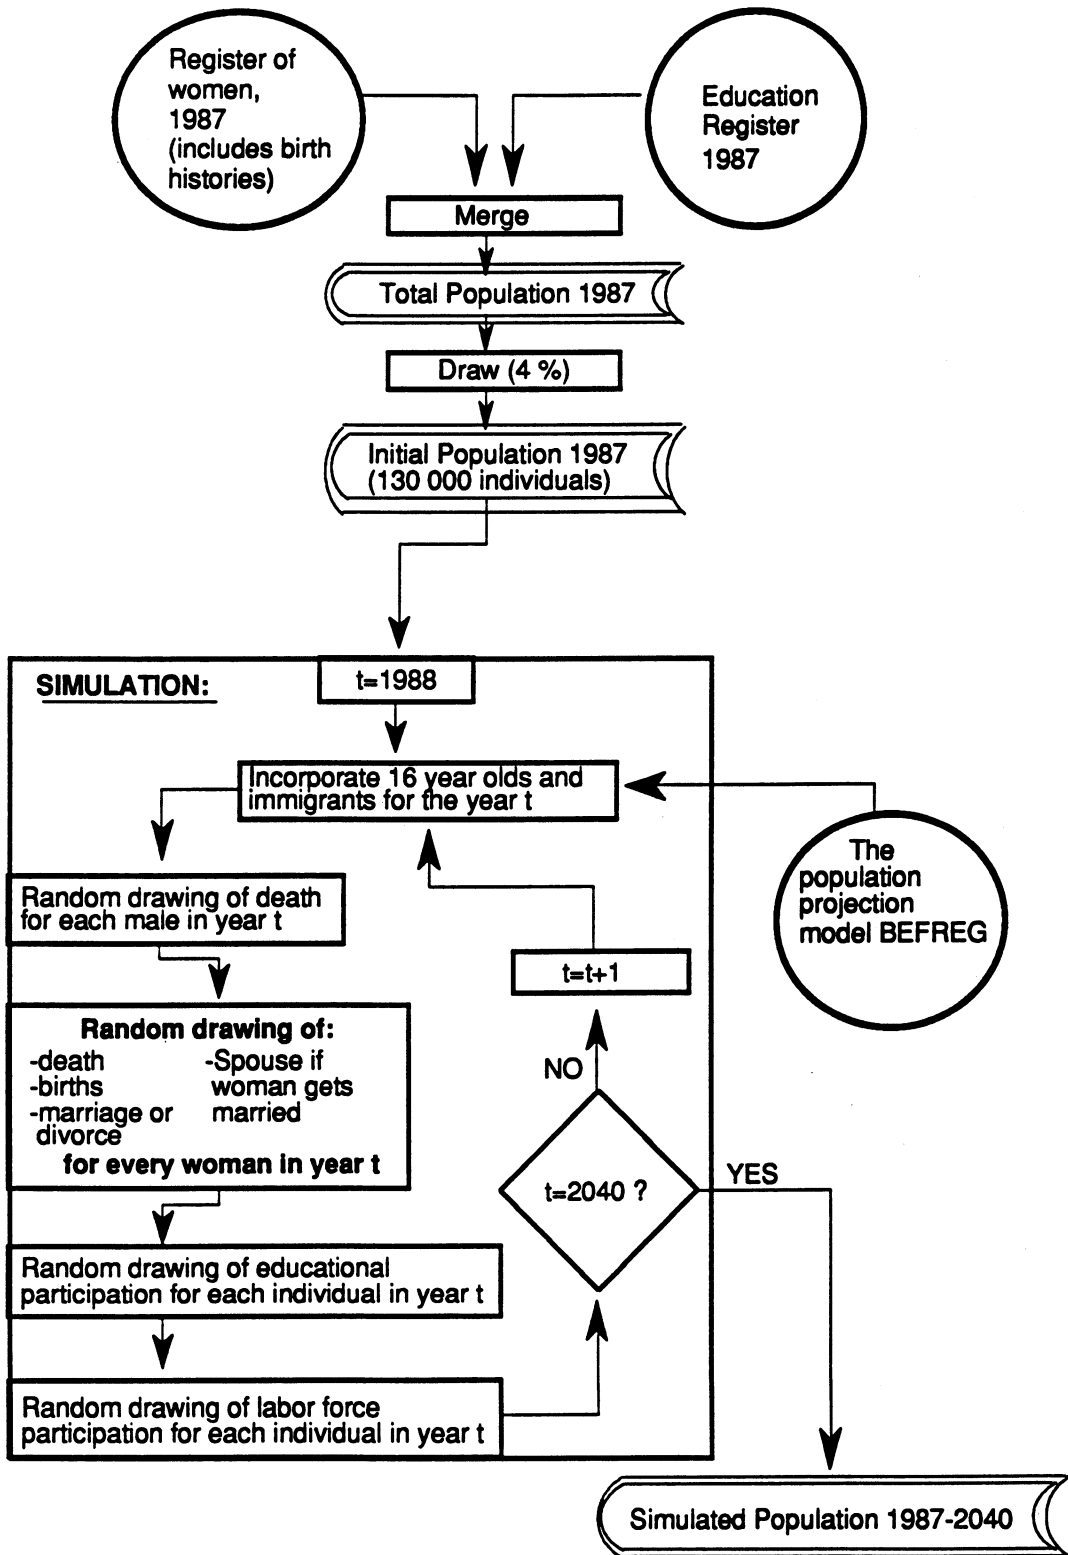 Register of
women,
1987
(includes birth
histories)
Education
Register
1987
Merge
Total Population 1987
Draw (4 %)
Initial Population 1987
(130 000 individuals)
SIMULATION:
t=1988
Incorporate 16 year olds and
immigrants for the year t
The
population
projection
model BEFREG
Random drawing of death
for each male in year t
t=t+1
Random drawing of:
-death
-births
-marriage or
divorce
-Spouse if
woman gets
married
for every woman in year t
NO
t=2040 ?
YES
Random drawing of educational
participation for each individual in year t
Random drawing of labor force
participation for each individual in year t
Simulated Population 1987-2040